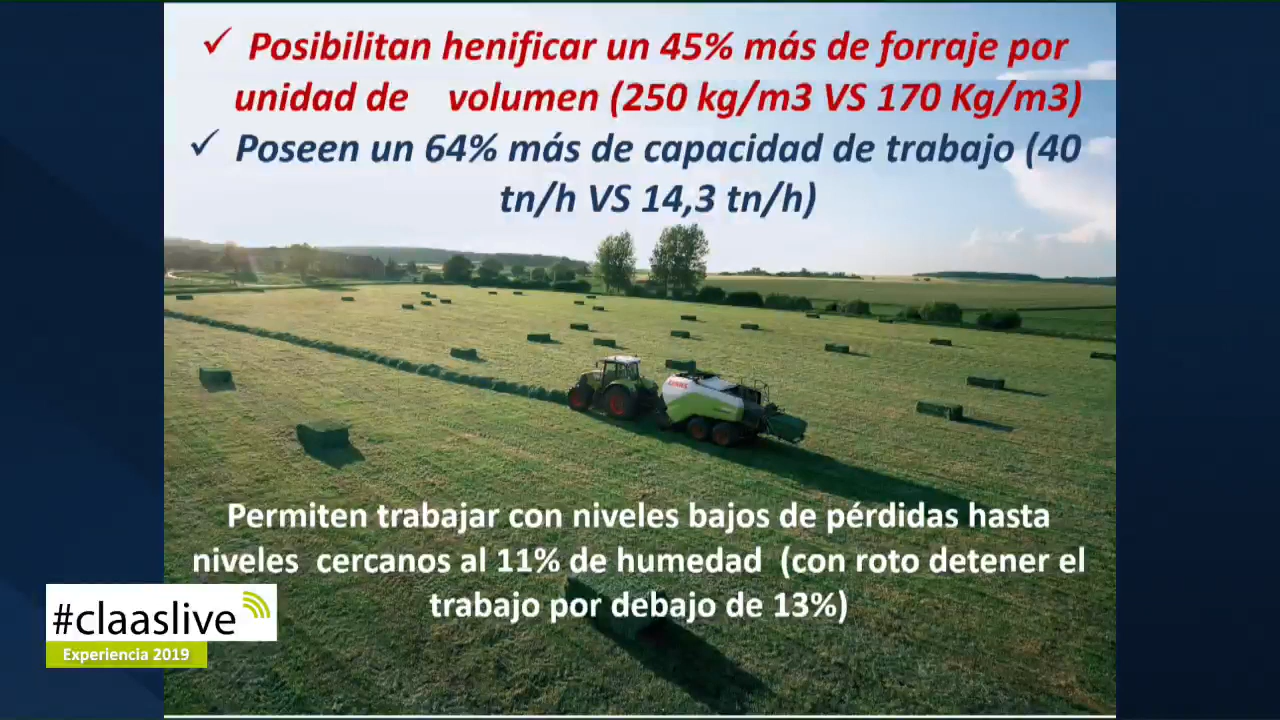 ✓ Posibilitan henificar un 45% más de forraje por
unidad de volumen (250 kg/m3 VS 170 Kg/m3)
✓ Poseen un 64% más de capacidad de trabajo (40
tn/h VS 14,3 tn/h)
CLAAS
Permiten trabajar con niveles bajos de pérdidas hasta
niveles cercanos al 11% de humedad (con roto detener el
trabajo por debajo de 13%)
#claaslive
Experiencia 2019